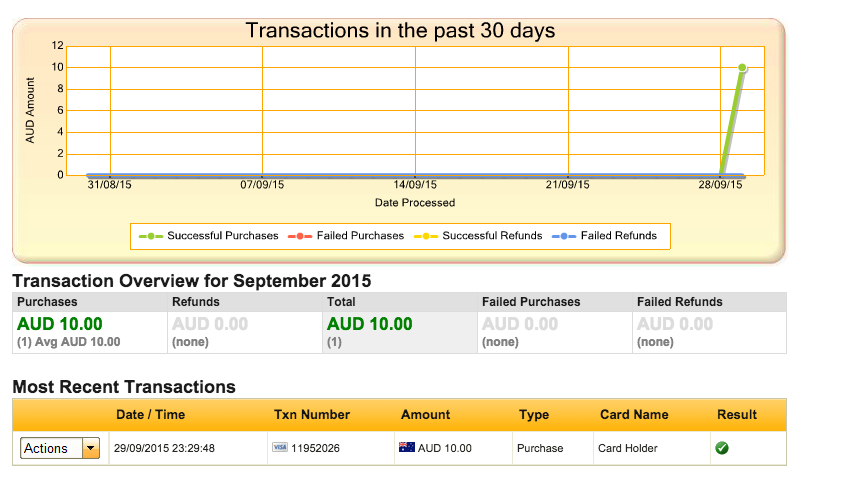 Transactions in the past 30 days
12
10
8
6
4
2
0
AUD Amount
31/08/15 07/09/15 14/09/15 21/09/15 28/09/15
Date Processed
Successful Purchases Failed Purchases Successful Refunds Failed Refunds
Transaction Overview for September 2015
Purchases Refunds Total Failed Purchases Failed Refunds
AUD 10.00 AUD 0.00 AUD 10.00 AUD 0.00 AUD 0.00
(1) Avg AUD 10.00 (none) (1) (none) (none)
Most Recent Transactions
Date / Time Txn Number Amount Type Card Name Result
Actions 29/09/2015 23:29:48 VISA 11952026 AUD 10.00 Purchase Card Holder